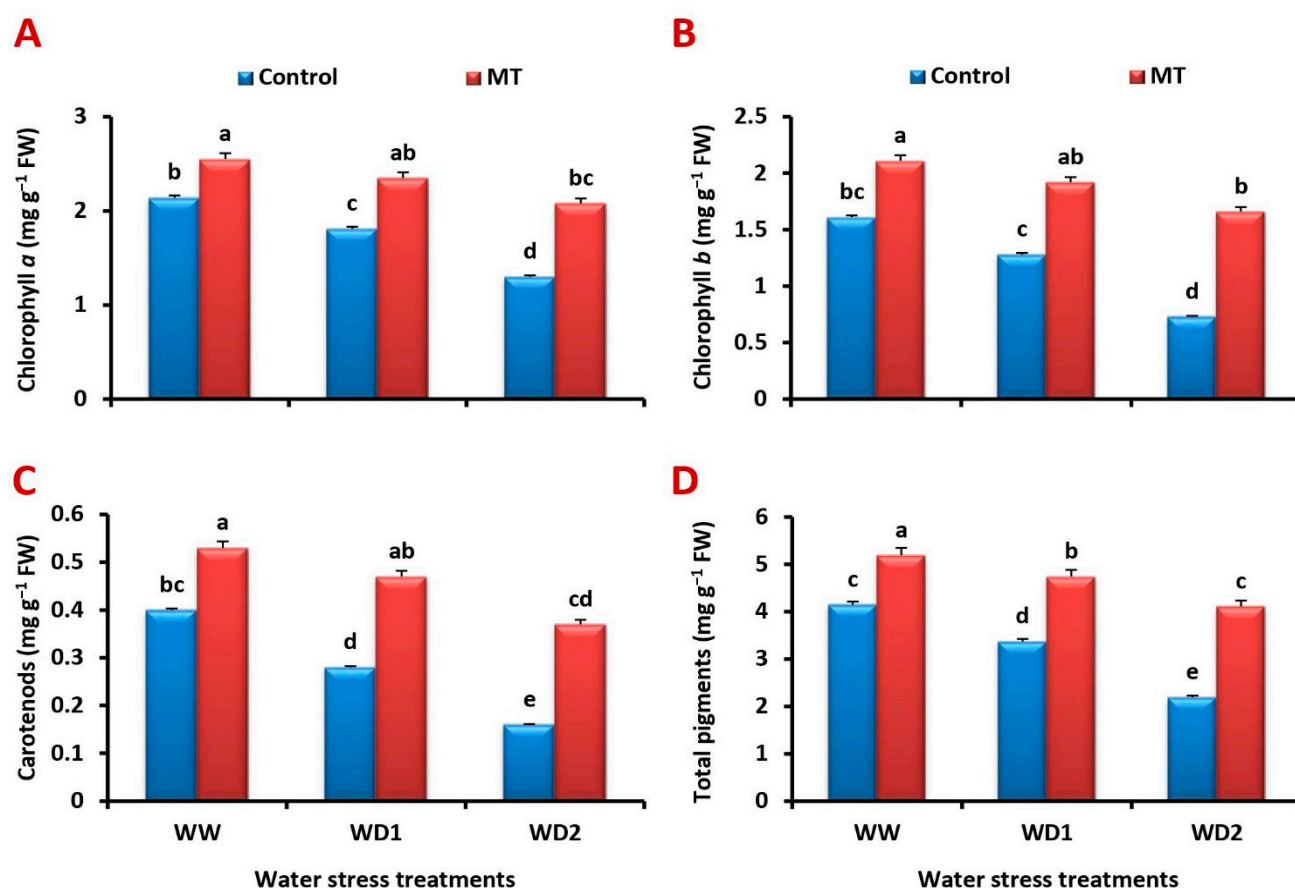 A
Control MT
Chlorophyll a (mg g⁻¹ FW)
3
2
1
0
b a c ab d bc
B
Control MT
Chlorophyll b (mg g⁻¹ FW)
2.5
2
1.5
1
0.5
0
bc a c ab d b
C
Carotenods (mg g⁻¹ FW)
0.6
0.5
0.4
0.3
0.2
0.1
0
bc a d ab e cd
WW WD1 WD2
Water stress treatments
D
Total pigments (mg g⁻¹ FW)
6
5
4
3
2
1
0
c a d b e c
WW WD1 WD2
Water stress treatments